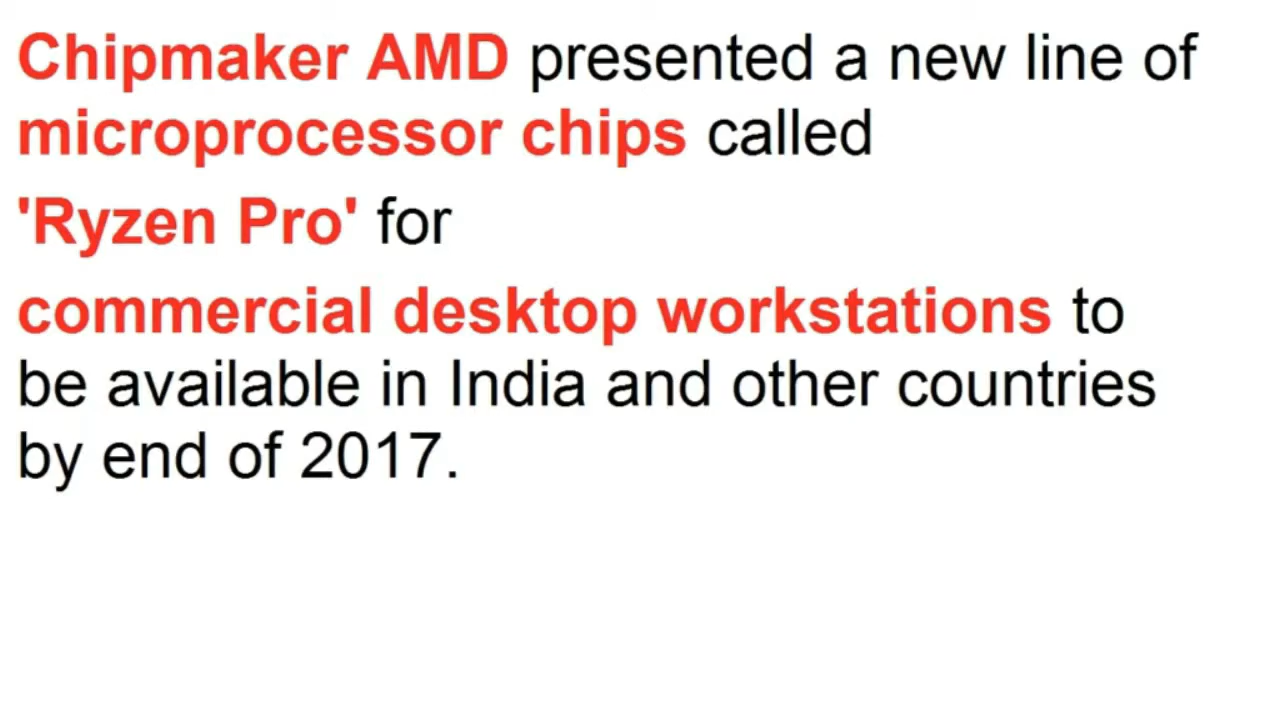 Chipmaker AMD presented a new line of
microprocessor chips called
'Ryzen Pro' for
commercial desktop workstations to
be available in India and other countries
by end of 2017.